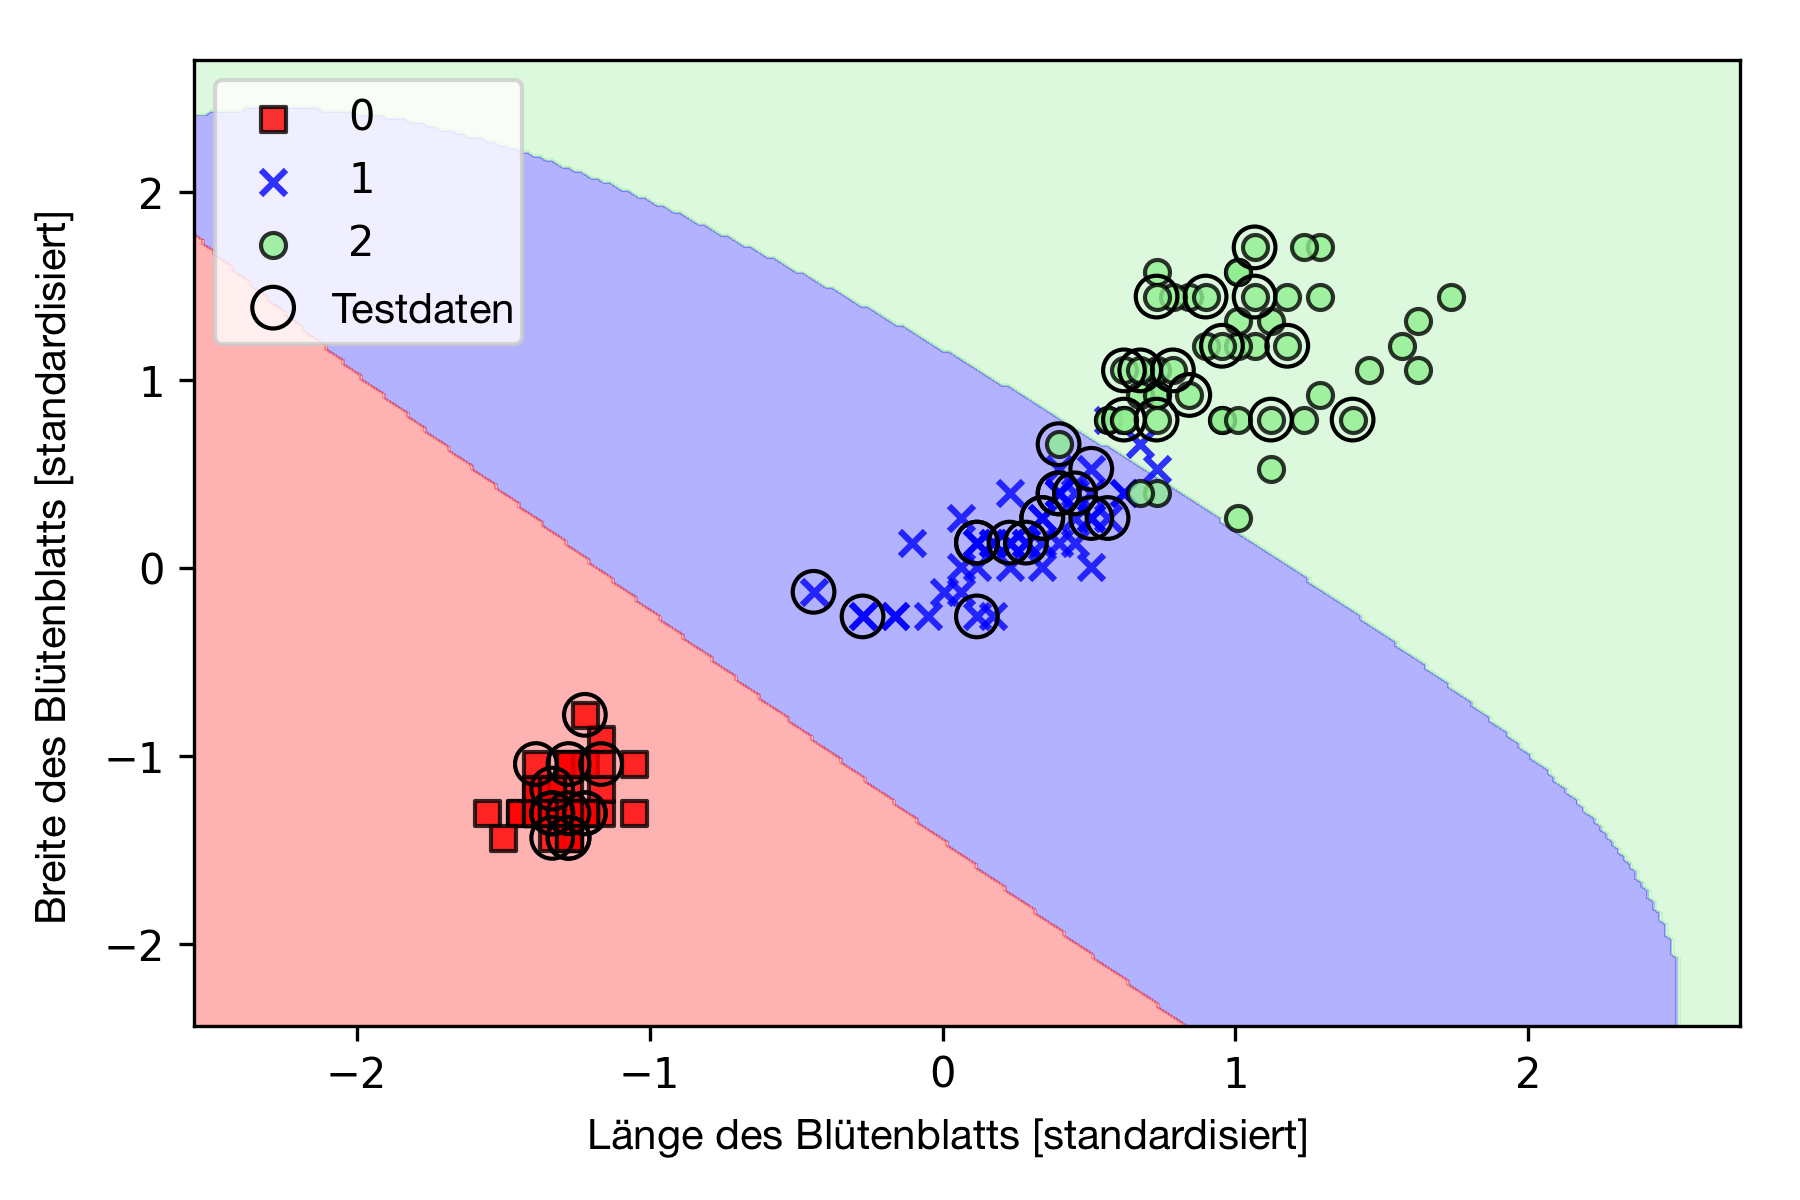 0
1
2
Testdaten
2
1
0
−1
−2
Breite des Blütenblatts [standardisiert]
−2 −1 0 1 2
Länge des Blütenblatts [standardisiert]